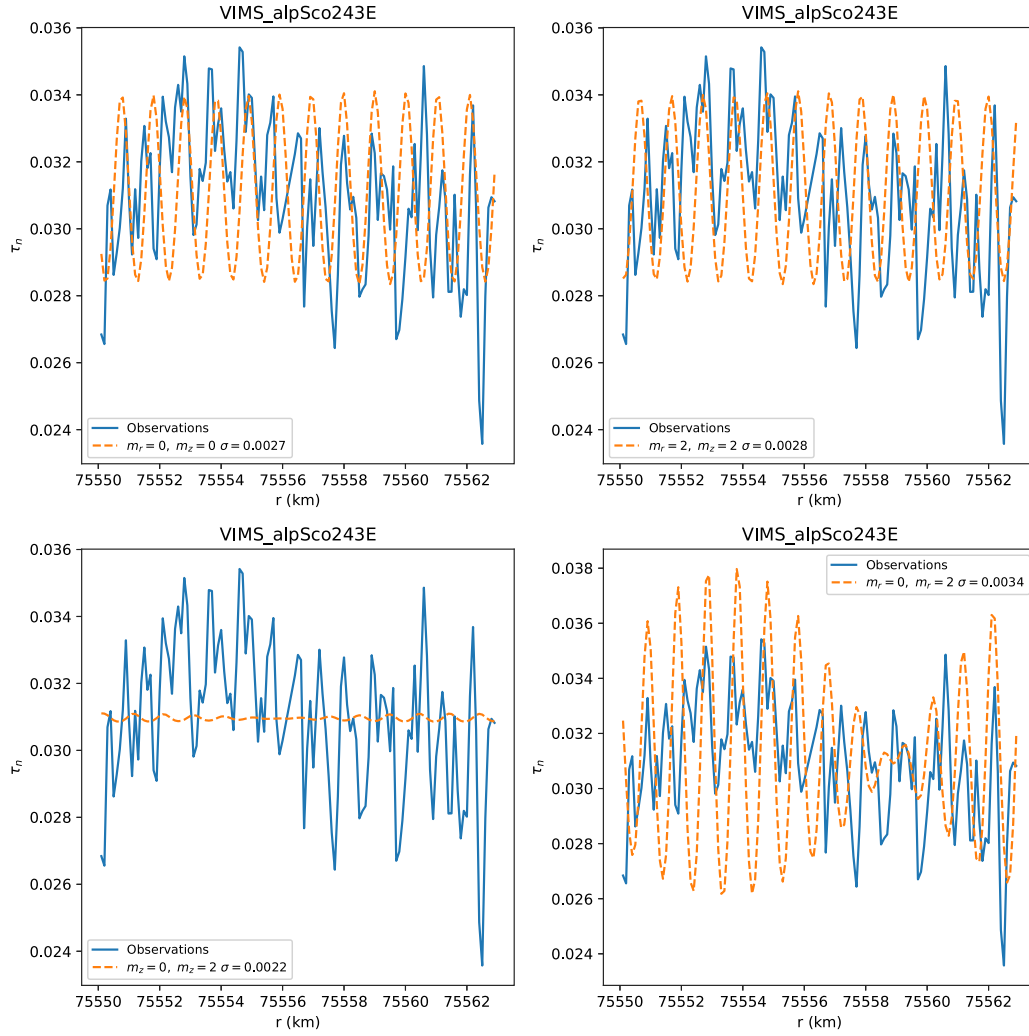 VIMS_alpSco243E
0.036
0.034
0.032
0.030
0.028
0.026
0.024
τn
Observations
mr = 0, mz = 0 σ = 0.0027
75550 75552 75554 75556 75558 75560 75562
r (km)
VIMS_alpSco243E
0.036
0.034
0.032
0.030
0.028
0.026
0.024
τn
Observations
mr = 2, mz = 2 σ = 0.0028
75550 75552 75554 75556 75558 75560 75562
r (km)
VIMS_alpSco243E
0.036
0.034
0.032
0.030
0.028
0.026
0.024
τn
Observations
mz = 0, mz = 2 σ = 0.0022
75550 75552 75554 75556 75558 75560 75562
r (km)
VIMS_alpSco243E
0.038
0.036
0.034
0.032
0.030
0.028
0.026
0.024
τn
Observations
mr = 0, mr = 2 σ = 0.0034
75550 75552 75554 75556 75558 75560 75562
r (km)